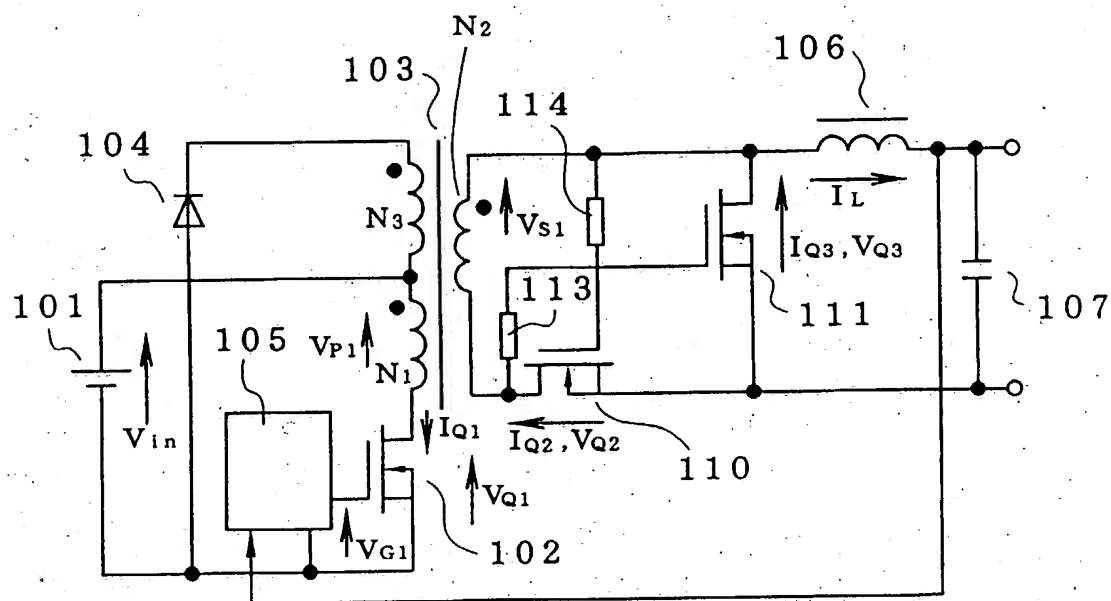 N2
106
103
114
104
IL
N3
VS1
IQ3,VQ3
113
111
101
107
105
VP1
N1
Vin
IQ1
IQ2,VQ2
110
VQ1
VG1
102